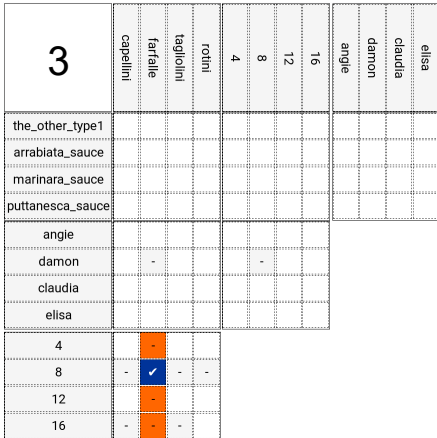 3
capellini farfalle tagliolini rotini 4 8 12 16 angie damon claudia elisa
the_other_type1
arrabiata_sauce
marinara_sauce
puttanesca_sauce
angie
damon - -
claudia
elisa
4 -
8 - ✔ - -
12 -
16 - - -